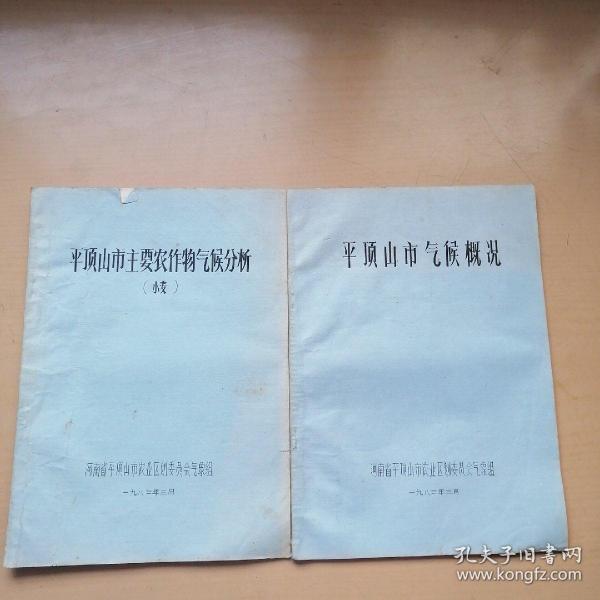 平顶山市主要农作物气候分析
（小麦）
河南省平顶山市农业区划委员会气象组
一九八三年三月
平顶山市气候概况
河南省平顶山市农业区划委员会气象组
一九八三年三月
孔夫子旧书网
www.kongfz.com